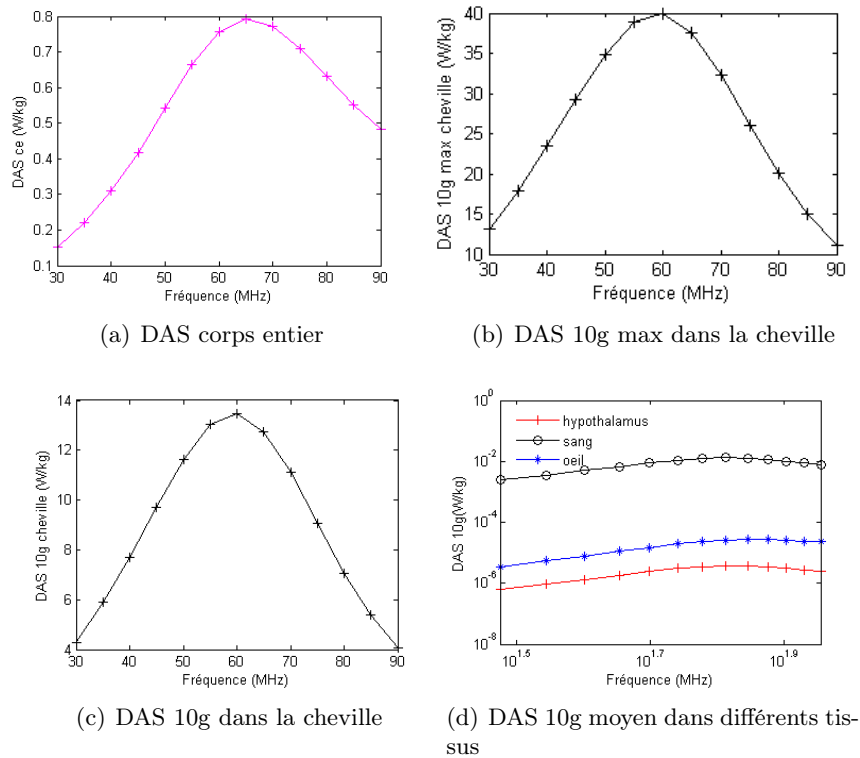 0.8
0.7
0.6
0.5
0.4
0.3
0.2
0.1
DAS ce (W/kg)
30 40 50 60 70 80 90
Fréquence (MHz)
(a) DAS corps entier
40
35
30
25
20
15
10
DAS 10g max cheville (W/kg)
30 40 50 60 70 80 90
Fréquence (MHz)
(b) DAS 10g max dans la cheville
14
12
10
8
6
4
DAS 10g cheville (W/kg)
30 40 50 60 70 80 90
Fréquence (MHz)
(c) DAS 10g dans la cheville
10^0
10^-2
10^-4
10^-6
10^-8
DAS 10g(W/kg)
hypothalamus
sang
oeil
10^1.5 10^1.7 10^1.9
Fréquence (MHz)
(d) DAS 10g moyen dans différents tis-
sus